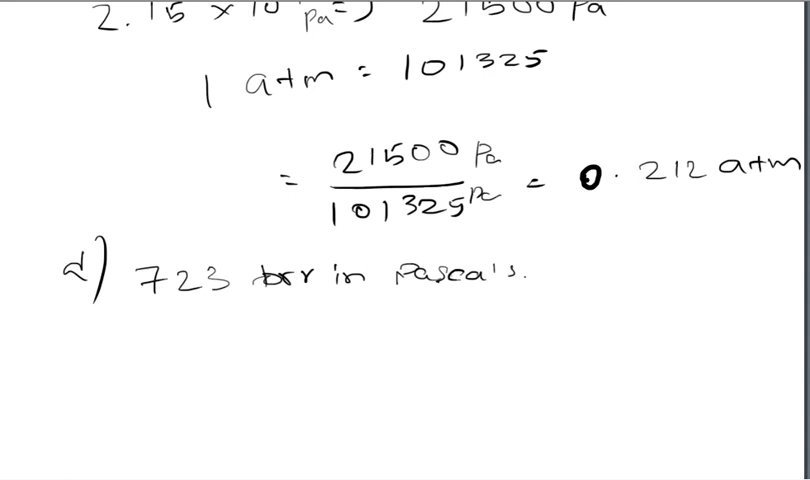 2.15 × 10 Pa => 21500 Pa
1 atm = 101325
= 21500 Pa / 101325 Pa = 0.212 atm
d) 723 torr in Pascals.